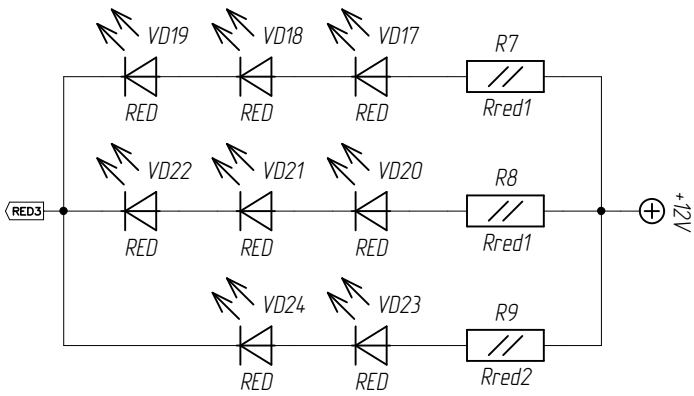 VD19 VD18 VD17 R7
RED RED RED Rred1
VD22 VD21 VD20 R8
RED3 +12V
RED RED RED Rred1
VD24 VD23 R9
RED RED Rred2